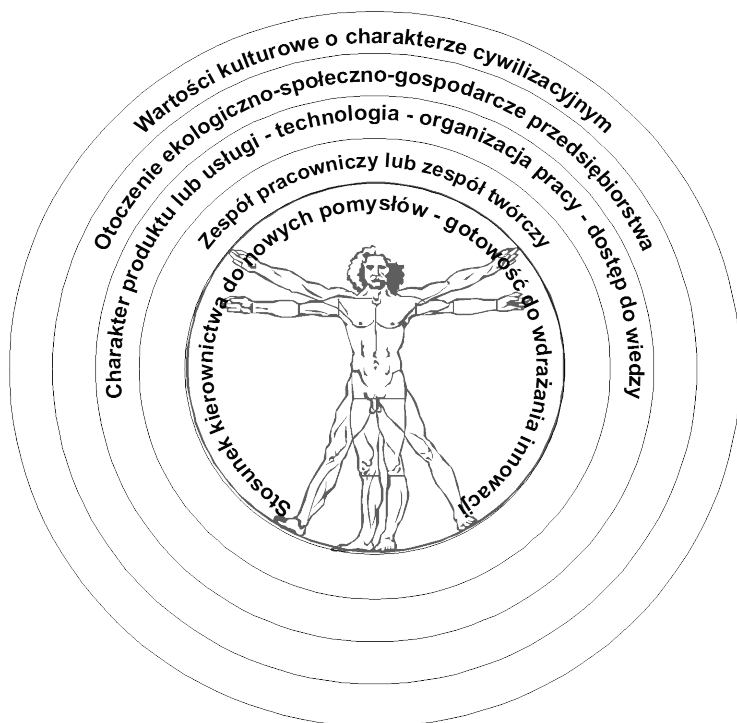 Wartości kulturowe o charakterze cywilizacyjnym
Otoczenie ekologiczno-społeczno-gospodarcze przedsiębiorstwa
Charakter produktu lub usługi - technologia - organizacja pracy - dostęp do wiedzy
Zespół pracowniczy lub zespół twórczy
Stosunek kierownictwa do nowych pomysłów - gotowość do wdrażania innowacji